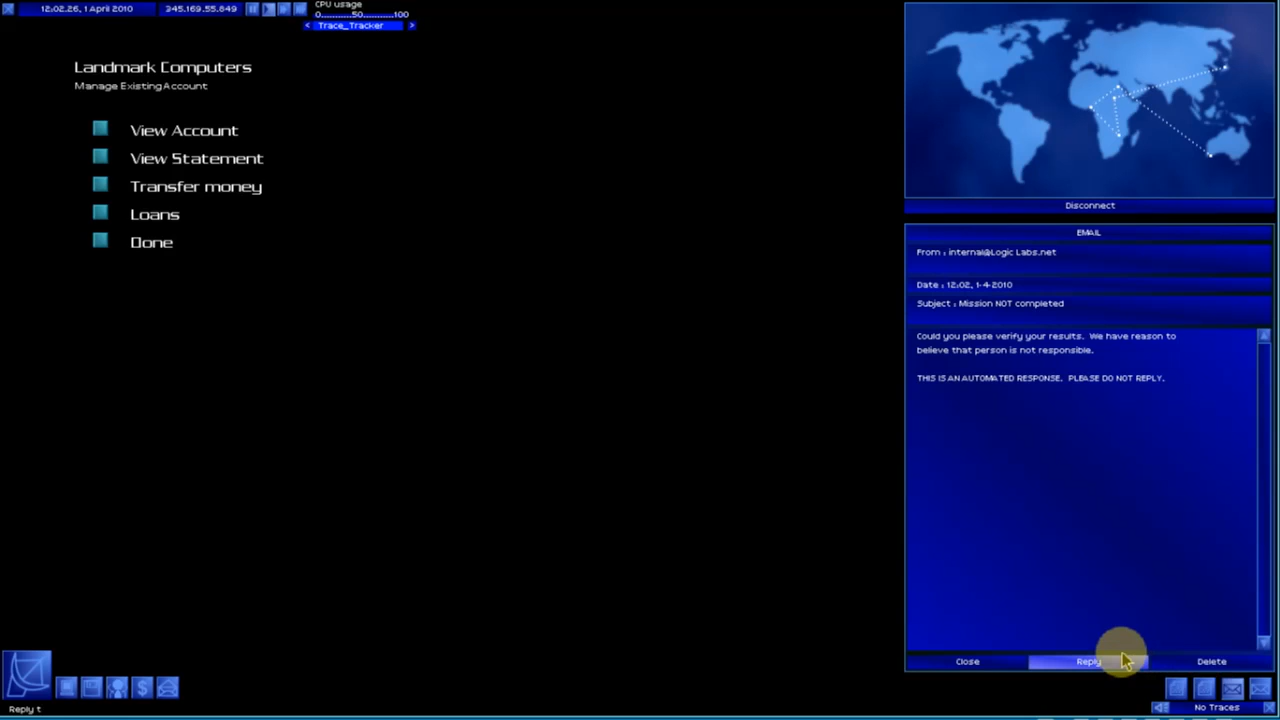 12:02.26, 1 April 2010
345.169.55.849
CPU usage
0.........50.........100
< Trace_Tracker >
Landmark Computers
Manage Existing Account
View Account
View Statement
Transfer money
Loans
Done
Disconnect
EMAIL
From : internal@Logic Labs.net
Date : 12:02, 1-4-2010
Subject : Mission NOT completed
Could you please verify your results. We have reason to
believe that person is not responsible.
THIS IS AN AUTOMATED RESPONSE. PLEASE DO NOT REPLY.
Close
Reply
Delete
$
Reply t
No Traces